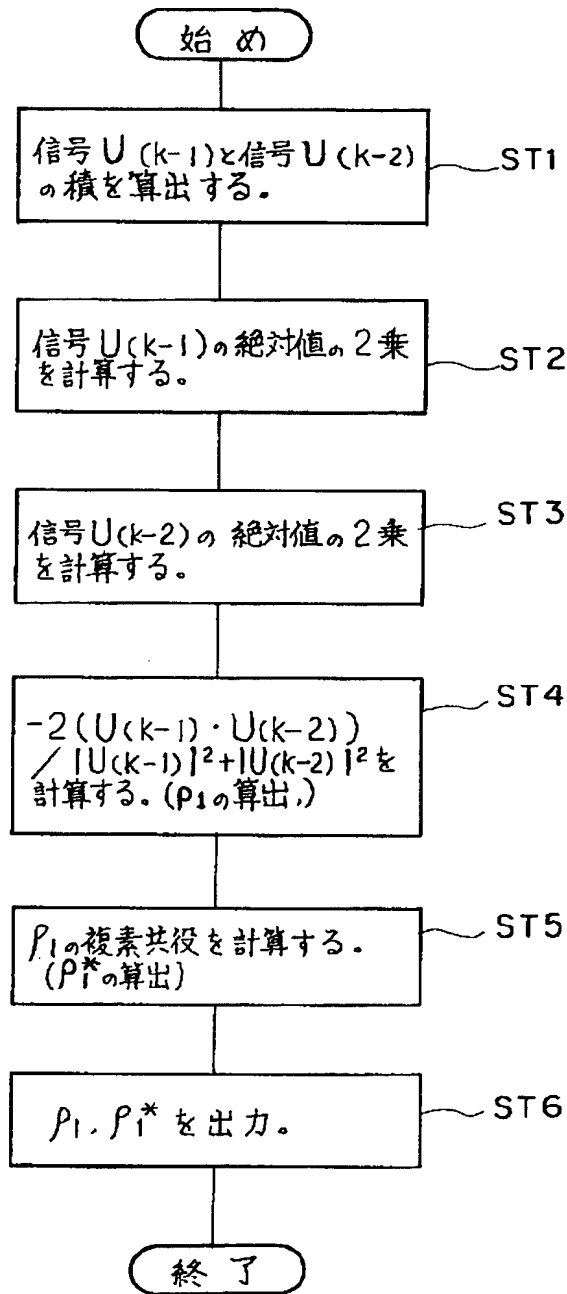 始め
信号U(k-1)と信号U(k-2)
の積を算出する。
ST1
信号U(k-1)の絶対値の2乗
を計算する。
ST2
信号U(k-2)の絶対値の2乗
を計算する。
ST3
-2(U(k-1)・U(k-2))
/|U(k-1)|²+|U(k-2)|²を
計算する。(ρ1の算出,)
ST4
ρ1の複素共役を計算する。
(ρ1*の算出)
ST5
ρ1, ρ1*を出力。
ST6
終了